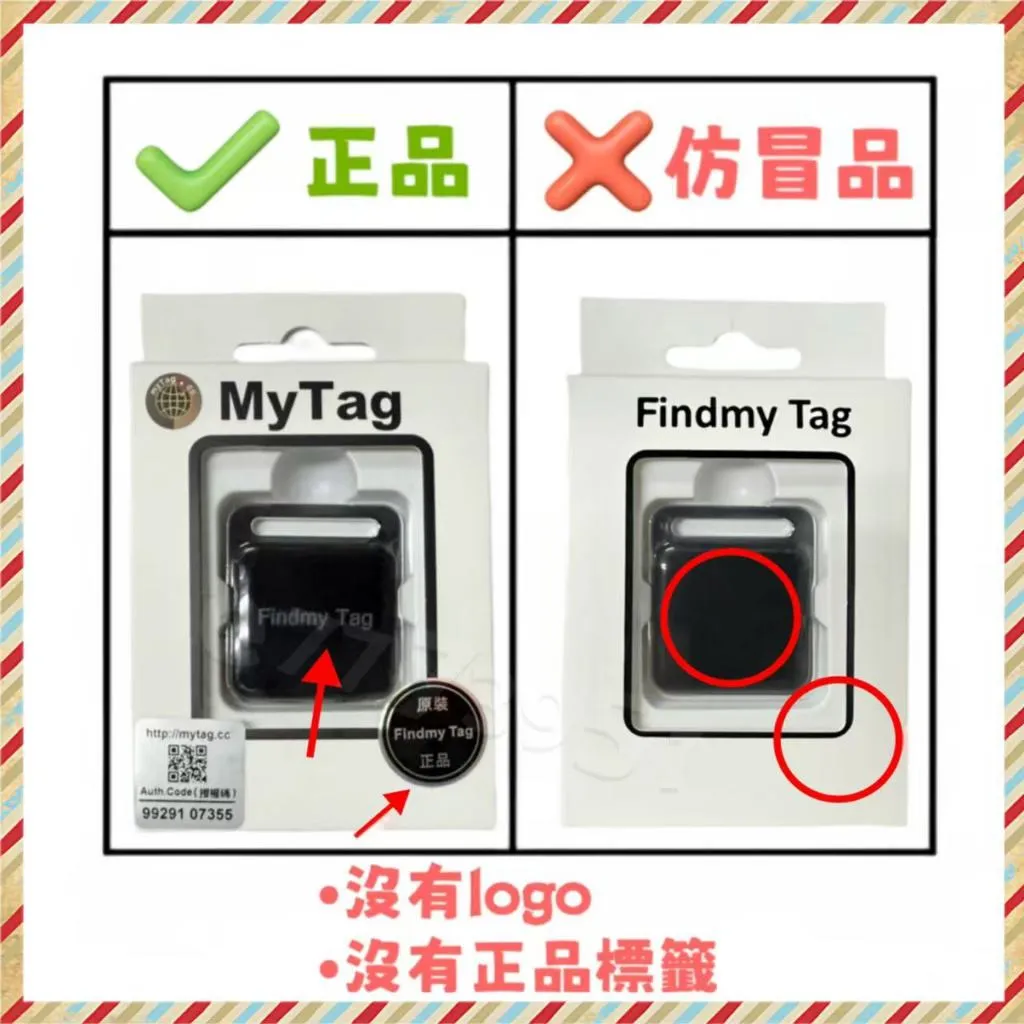 正品
仿冒品
mytag.cc
MyTag
Findmy Tag
原裝
Findmy Tag
正品
http://mytag.cc
Auth.Code(授權碼)
99291 07355
Findmy Tag
•沒有logo
•沒有正品標籤